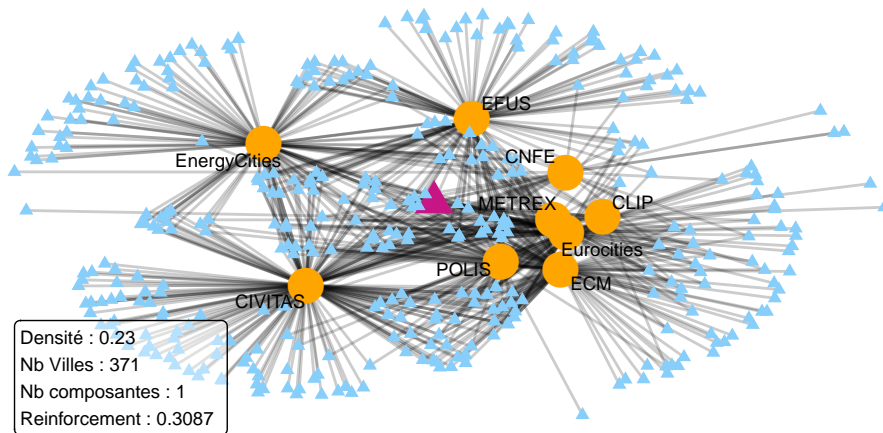 EFUS
EnergyCities
CNFE
METREX
CLIP
Eurocities
POLIS
ECM
CIVITAS
Densité : 0.23
Nb Villes : 371
Nb composantes : 1
Reinforcement : 0.3087